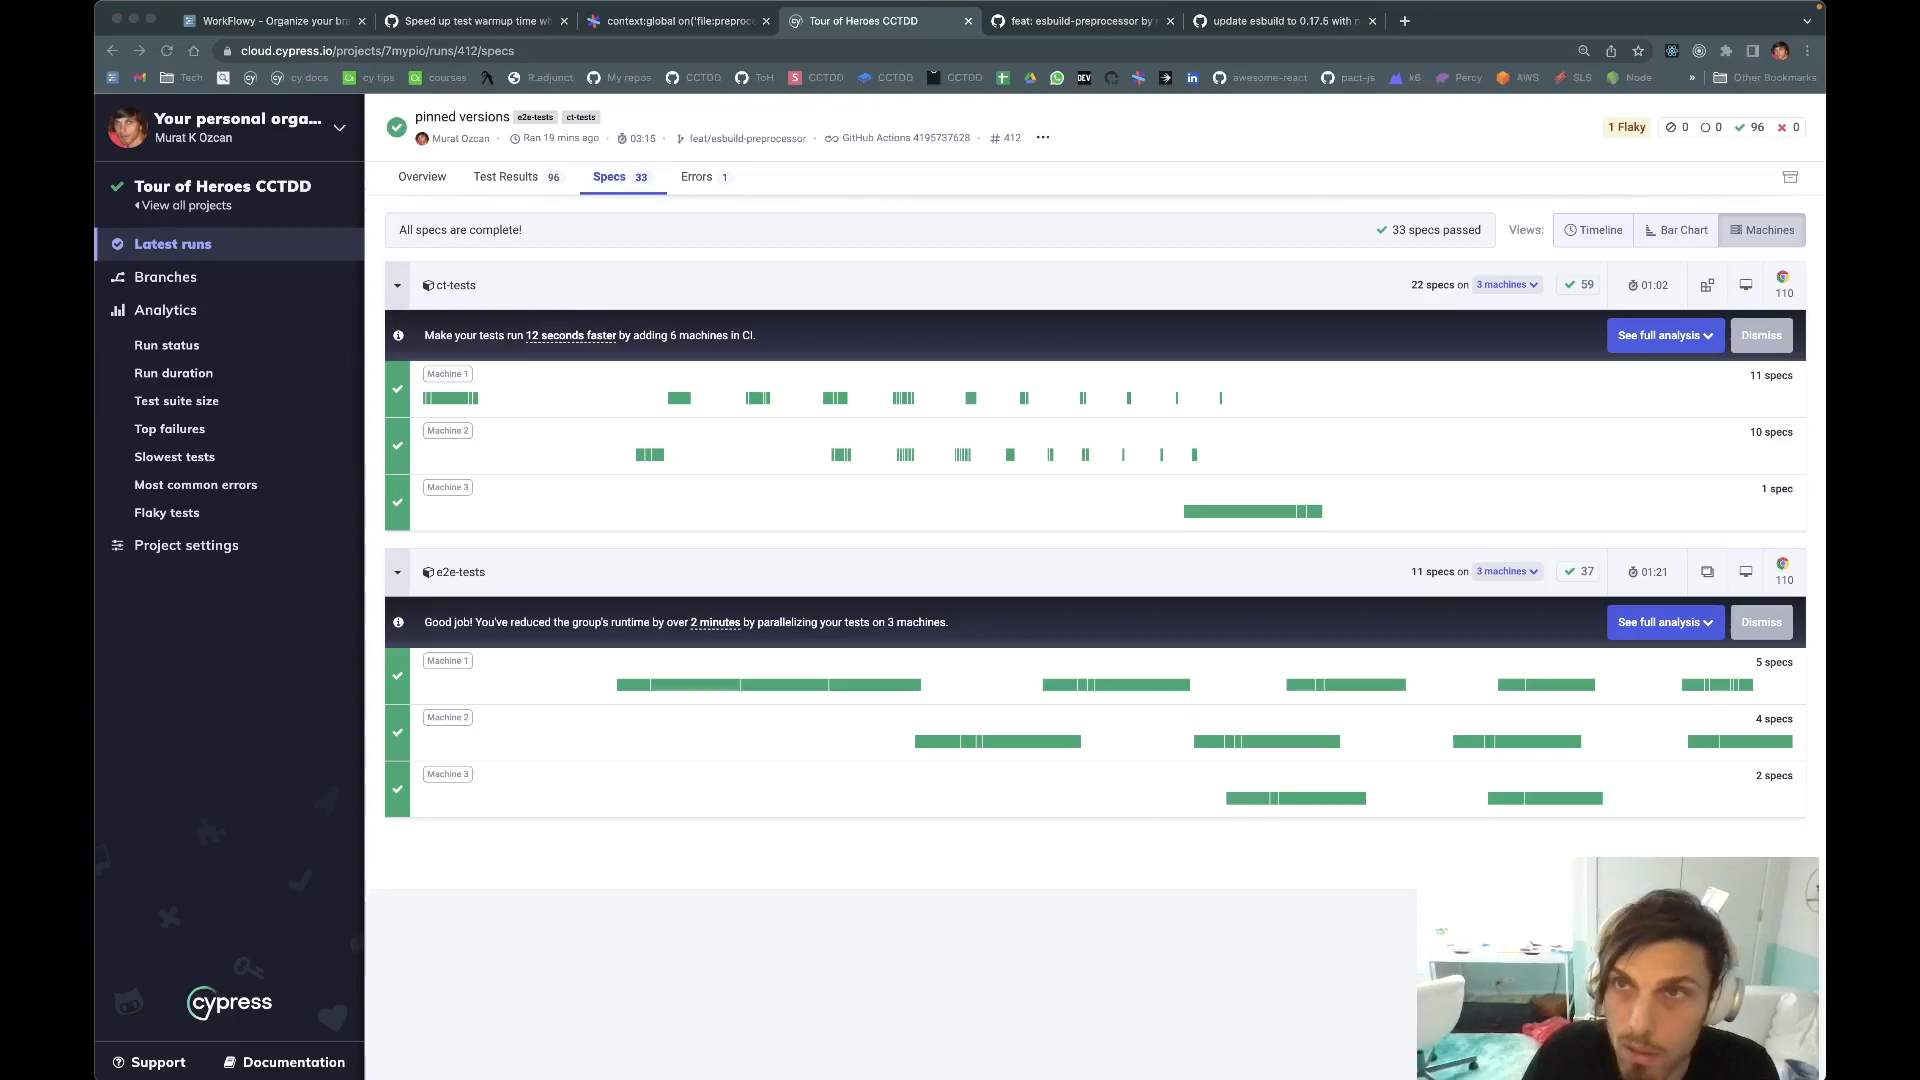 WorkFlowy - Organize your bra
Speed up test warmup time wh
context:global on('file:preproc
Tour of Heroes CCTDD
feat: esbuild-preprocessor by
update esbuild to 0.17.5 with n
cloud.cypress.io/projects/7mypio/runs/412/specs
Tech
cy docs
cy tips
courses
R.adjunct
My repos
CCTDD
ToH
CCTDD
CCTDD
CCTDD
DEV
awesome-react
pact-js
k6
Percy
AWS
SLS
Node
»
Other Bookmarks
Your personal orga...
Murat K Ozcan
Tour of Heroes CCTDD
View all projects
Latest runs
Branches
Analytics
Run status
Run duration
Test suite size
Top failures
Slowest tests
Most common errors
Flaky tests
Project settings
cypress
Support
Documentation
pinned versions e2e-tests ct-tests
Murat Ozcan · Ran 19 mins ago · 03:15 · feat/esbuild-preprocessor · GitHub Actions 4195737628 · # 412
1 Flaky 0 0 96 0
Overview Test Results 96 Specs 33 Errors 1
All specs are complete!
33 specs passed
Views: Timeline Bar Chart Machines
ct-tests
22 specs on 3 machines 59 01:02 110
Make your tests run 12 seconds faster by adding 6 machines in CI.
See full analysis Dismiss
Machine 1
11 specs
Machine 2
10 specs
Machine 3
1 spec
e2e-tests
11 specs on 3 machines 37 01:21 110
Good job! You've reduced the group's runtime by over 2 minutes by parallelizing your tests on 3 machines.
See full analysis Dismiss
Machine 1
5 specs
Machine 2
4 specs
Machine 3
2 specs